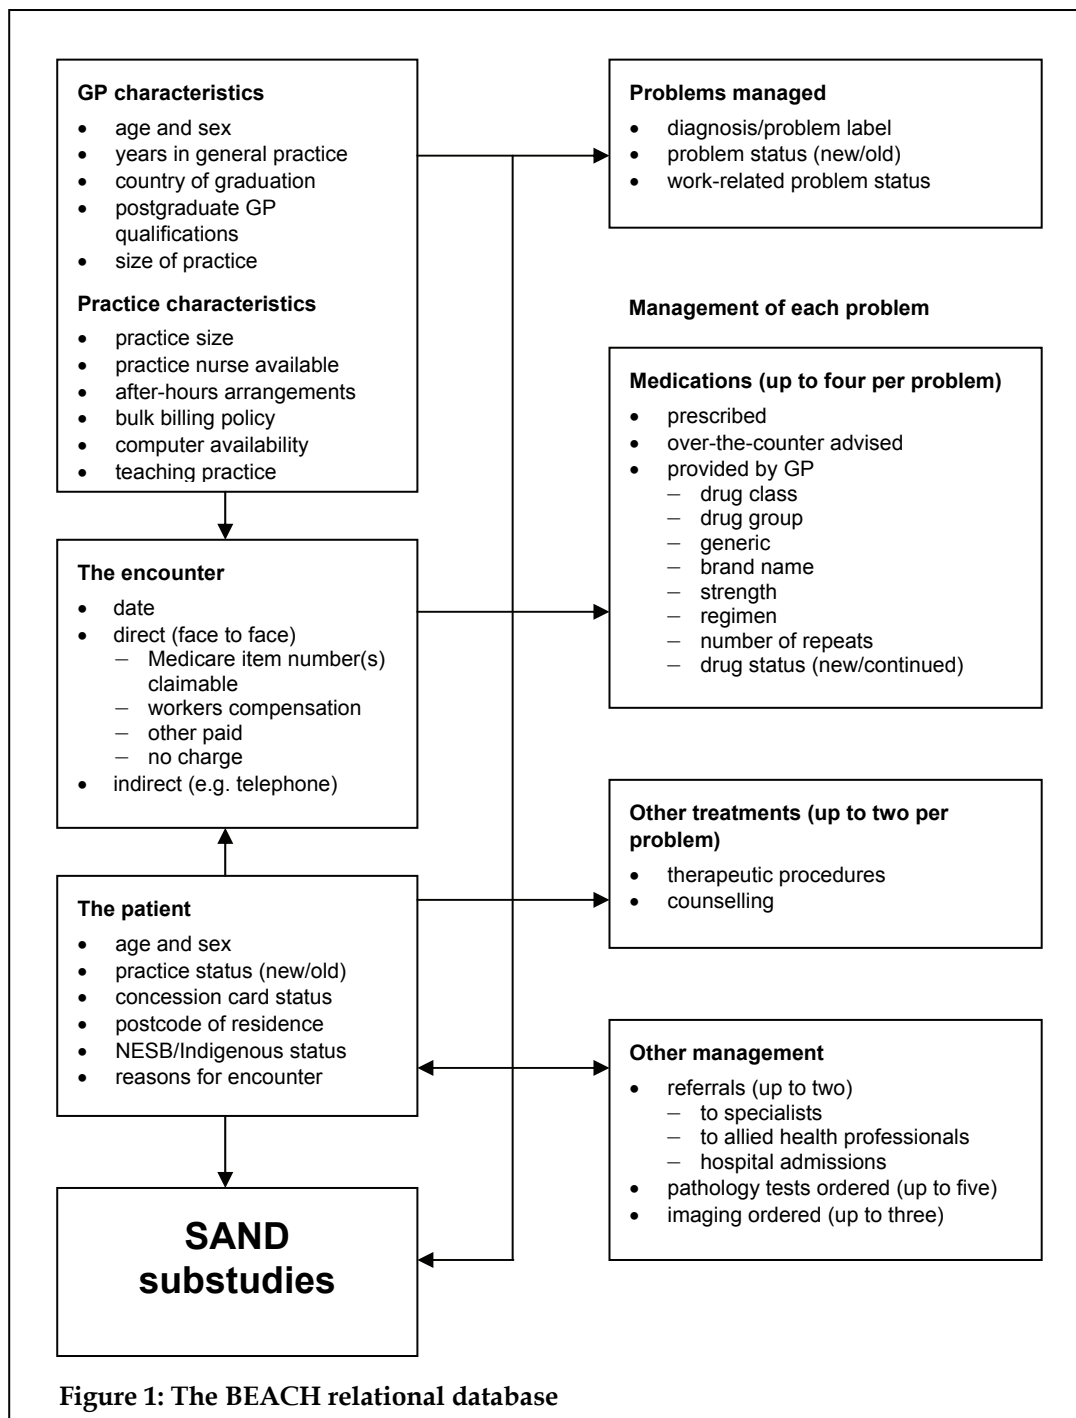 GP characteristics
• age and sex
• years in general practice
• country of graduation
• postgraduate GP
qualifications
• size of practice
Practice characteristics
• practice size
• practice nurse available
• after-hours arrangements
• bulk billing policy
• computer availability
• teaching practice
The encounter
• date
• direct (face to face)
– Medicare item number(s)
claimable
– workers compensation
– other paid
– no charge
• indirect (e.g. telephone)
The patient
• age and sex
• practice status (new/old)
• concession card status
• postcode of residence
• NESB/Indigenous status
• reasons for encounter
SAND
substudies
Problems managed
• diagnosis/problem label
• problem status (new/old)
• work-related problem status
Management of each problem
Medications (up to four per problem)
• prescribed
• over-the-counter advised
• provided by GP
– drug class
– drug group
– generic
– brand name
– strength
– regimen
– number of repeats
– drug status (new/continued)
Other treatments (up to two per
problem)
• therapeutic procedures
• counselling
Other management
• referrals (up to two)
– to specialists
– to allied health professionals
– hospital admissions
• pathology tests ordered (up to five)
• imaging ordered (up to three)
Figure 1: The BEACH relational database